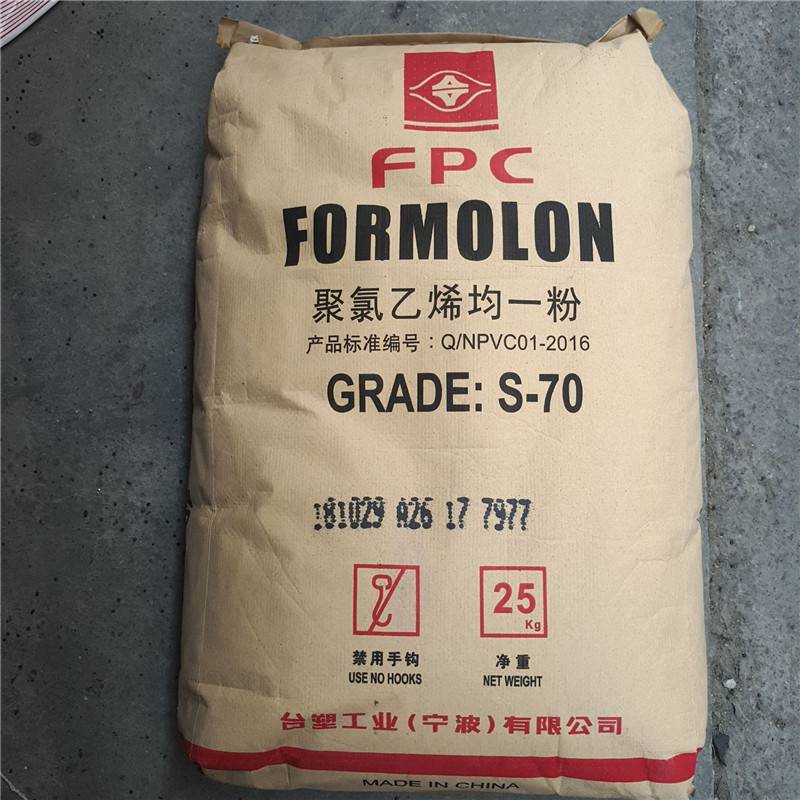 FPC
FORMOLON
聚氯乙烯均一粉
产品标准编号：Q/NPVC01-2016
GRADE: S-70
181029 A26 17 7977
25
Kg
禁用手钩
USE NO HOOKS
净重
NET WEIGHT
台塑工业(宁波)有限公司
MADE IN CHINA